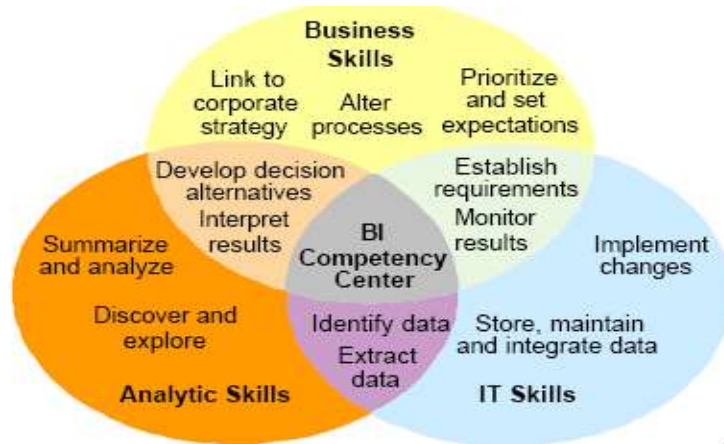 Business
Skills
Link to
corporate
strategy
Alter
processes
Prioritize
and set
expectations
Develop decision
alternatives
Interpret
results
Establish
requirements
Monitor
results
BI
Competency
Center
Summarize
and analyze
Discover and
explore
Analytic Skills
Identify data
Extract
data
Implement
changes
Store, maintain
and integrate data
IT Skills